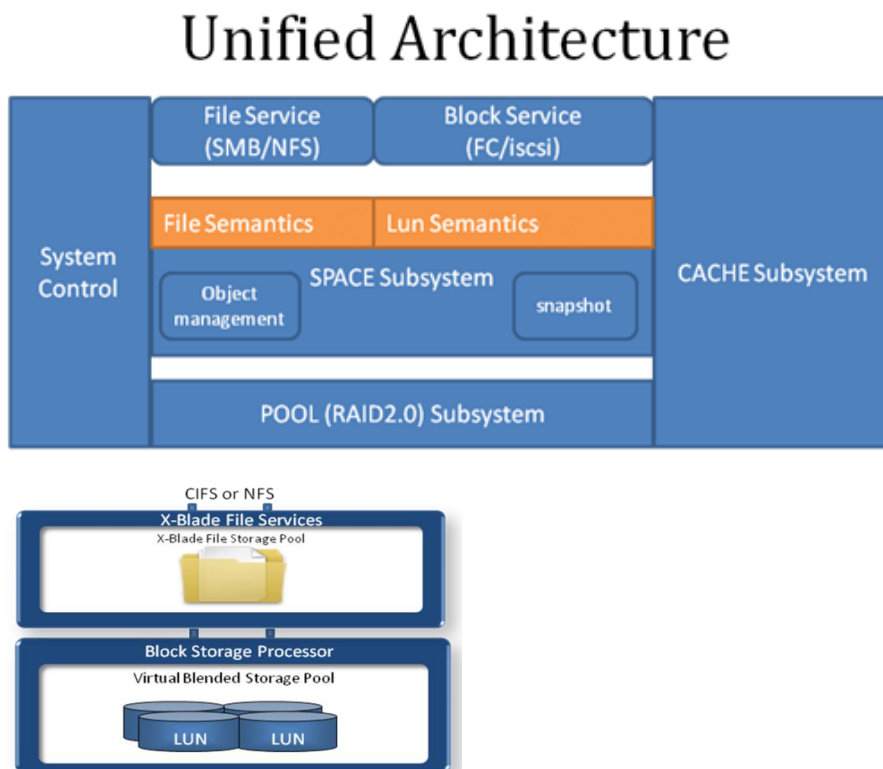 Unified Architecture
File Service
(SMB/NFS)
Block Service
(FC/iscsi)
File Semantics
Lun Semantics
System
Control
SPACE Subsystem
Object
management
snapshot
CACHE Subsystem
POOL (RAID2.0) Subsystem
CIFS or NFS
X-Blade File Services
X-Blade File Storage Pool
Block Storage Processor
Virtual Blended Storage Pool
LUN
LUN